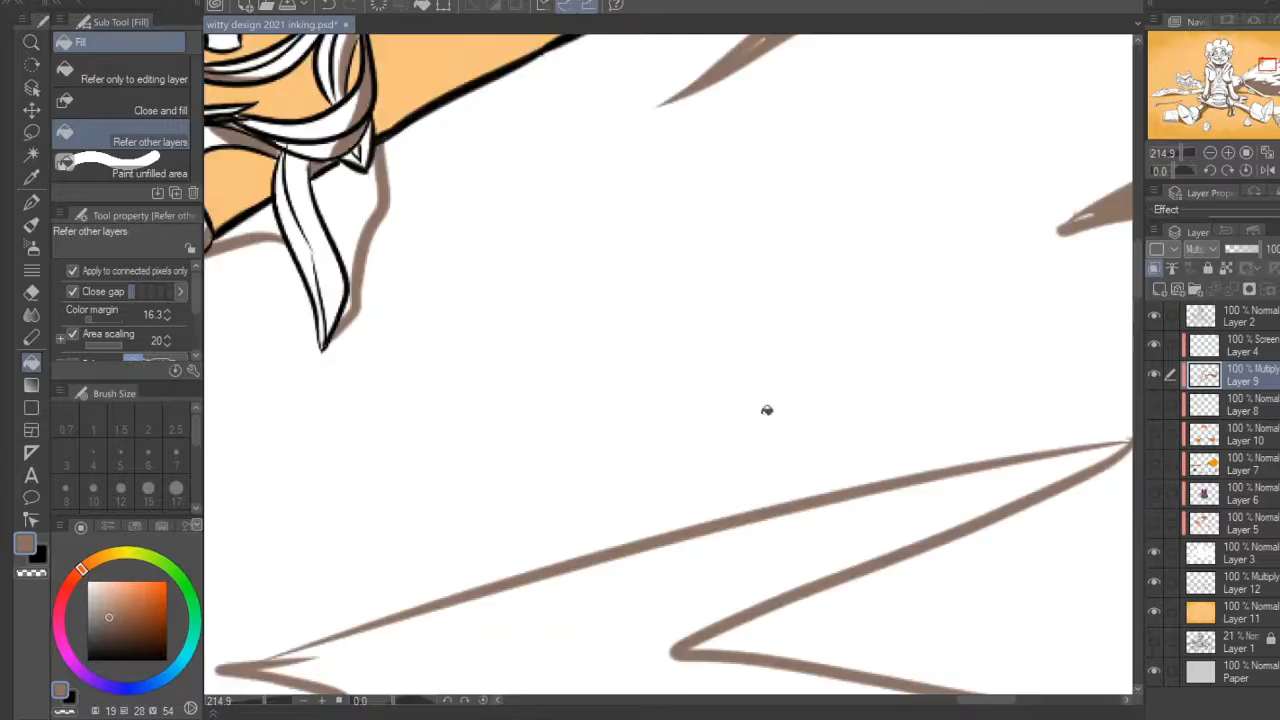 witty design 2021 inking.psd*
Sub Tool [Fill]
Fill
Refer only to editing layer
Close and fill
Refer other layers
Paint unfilled area
Tool property [Refer othe
Refer other layers
Apply to connected pixels only
Close gap
Color margin
16.3
Area scaling
20
Brush Size
0.7 1 1.5 2 2.5
3 4 5 6 7
8 10 12 15 17
19 28 54
214.9 0.0
214.9
0.0
Layer Prop
Effect
Layer
Multi 100
100 % Normal
Layer 2
100 % Screen
Layer 4
100 % Multiply
Layer 9
100 % Normal
Layer 8
100 % Normal
Layer 10
100 % Normal
Layer 7
100 % Normal
Layer 6
100 % Normal
Layer 5
100 % Normal
Layer 3
100 % Multiply
Layer 12
100 % Normal
Layer 11
21 % Nor
Layer 1
100 % Normal
Paper